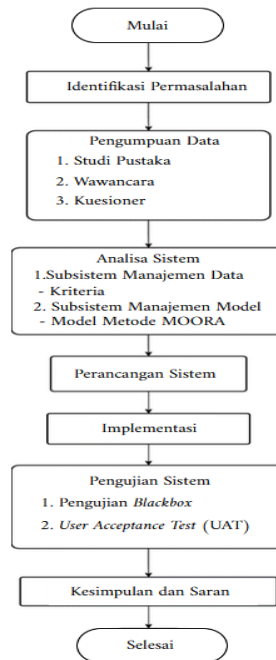 Mulai
Identifikasi Permasalahan
Pengumpuan Data
1. Studi Pustaka
2. Wawancara
3. Kuesioner
Analisa Sistem
1.Subsistem Manajemen Data
- Kriteria
2. Subsistem Manajemen Model
- Model Metode MOORA
Perancangan Sistem
Implementasi
Pengujian Sistem
1. Pengujian Blackbox
2. User Acceptance Test (UAT)
Kesimpulan dan Saran
Selesai